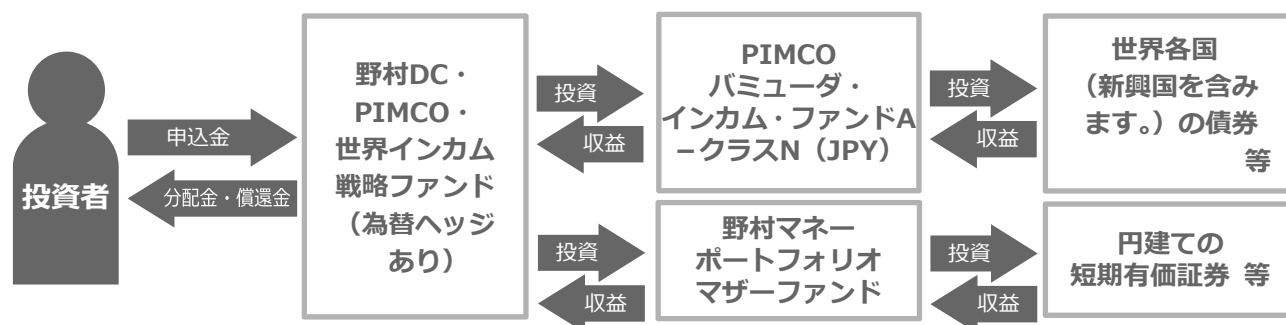 投資者
申込金
分配金・償還金
野村DC・
PIMCO・
世界インカム
戦略ファンド
（為替ヘッジ
あり）
投資
収益
PIMCO
バミューダ・
インカム・ファンドA
－クラスN（JPY）
投資
収益
世界各国
（新興国を含み
ます。）の債券
等
投資
収益
野村マネー
ポートフォリオ
マザーファンド
投資
収益
円建ての
短期有価証券 等